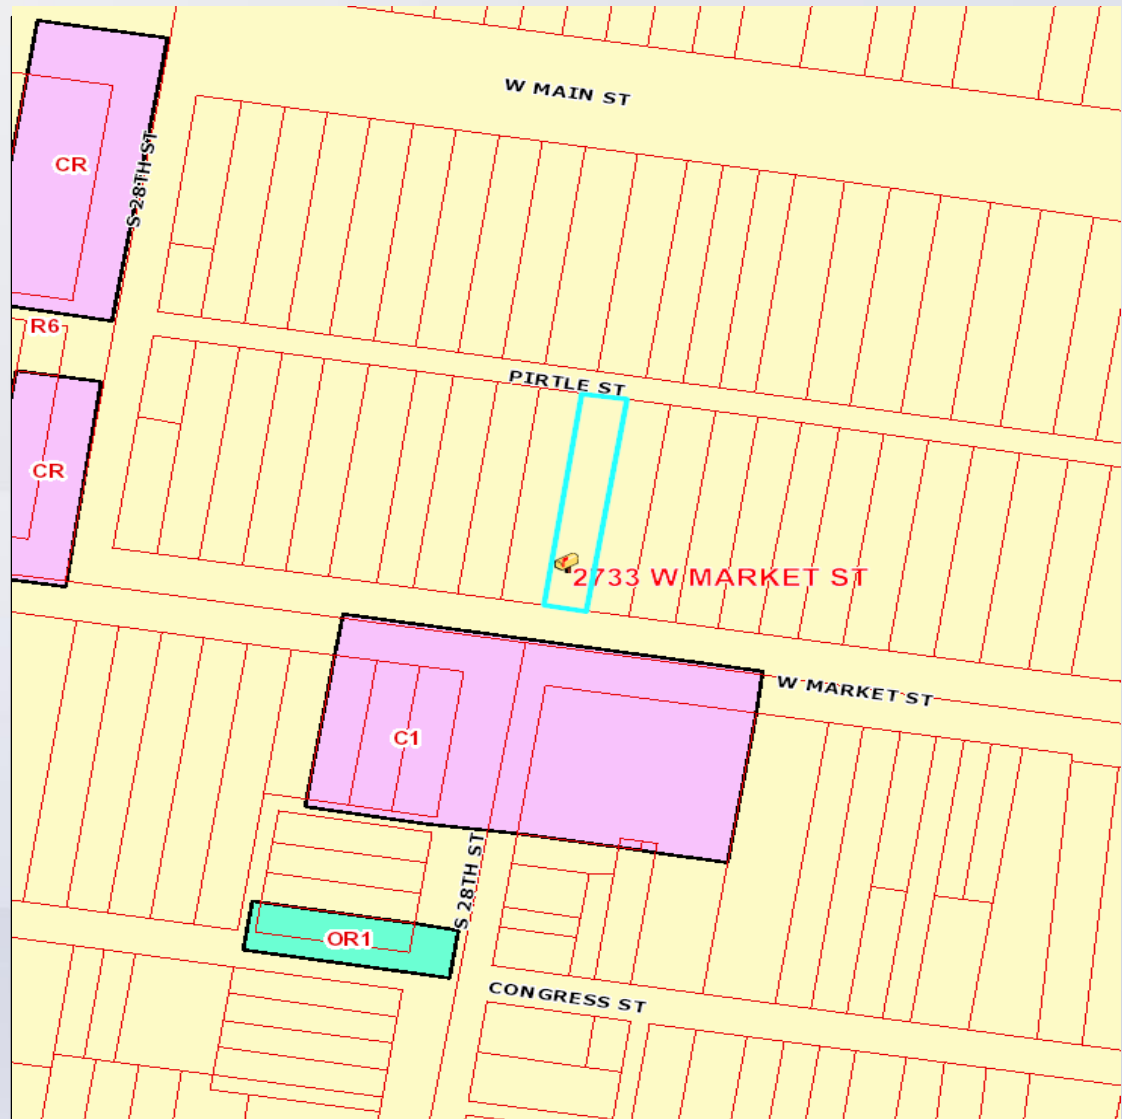 W MAIN ST
CR
S 28TH ST
R6
PIRTLE ST
CR
2733 W MARKET ST
W MARKET ST
C1
S 28TH ST
OR1
CONGRESS ST